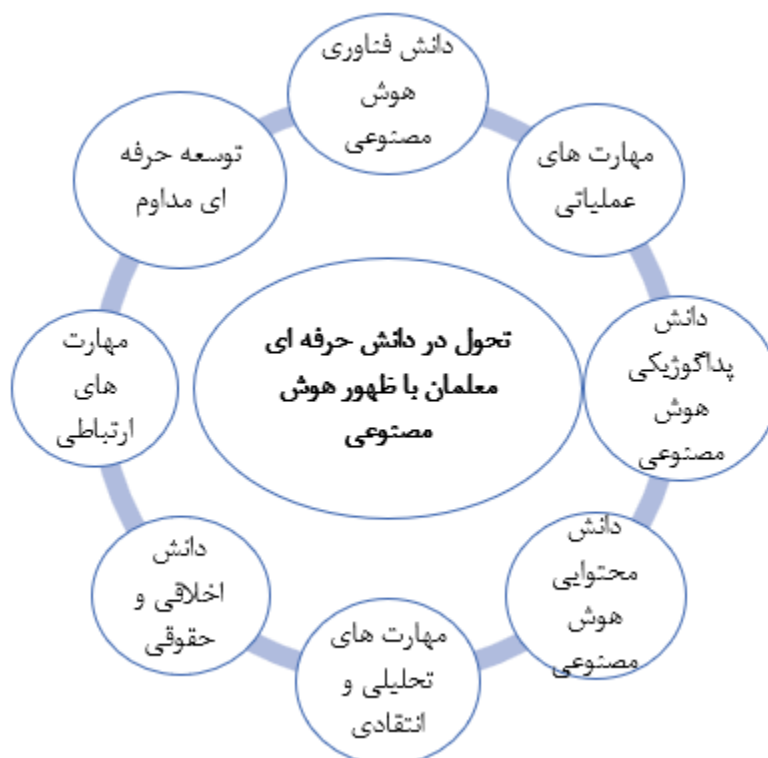 دانش فناوری
هوش
مصنوعی
مهارت های
عملیاتی
دانش
پداگوژیکی
هوش
مصنوعی
دانش
محتوایی
هوش
مصنوعی
مهارت های
تحلیلی و
انتقادی
دانش
اخلاقی و
حقوقی
مهارت
های
ارتباطی
توسعه حرفه
ای مداوم
تحول در دانش حرفه ای
معلمان با ظهور هوش
مصنوعی